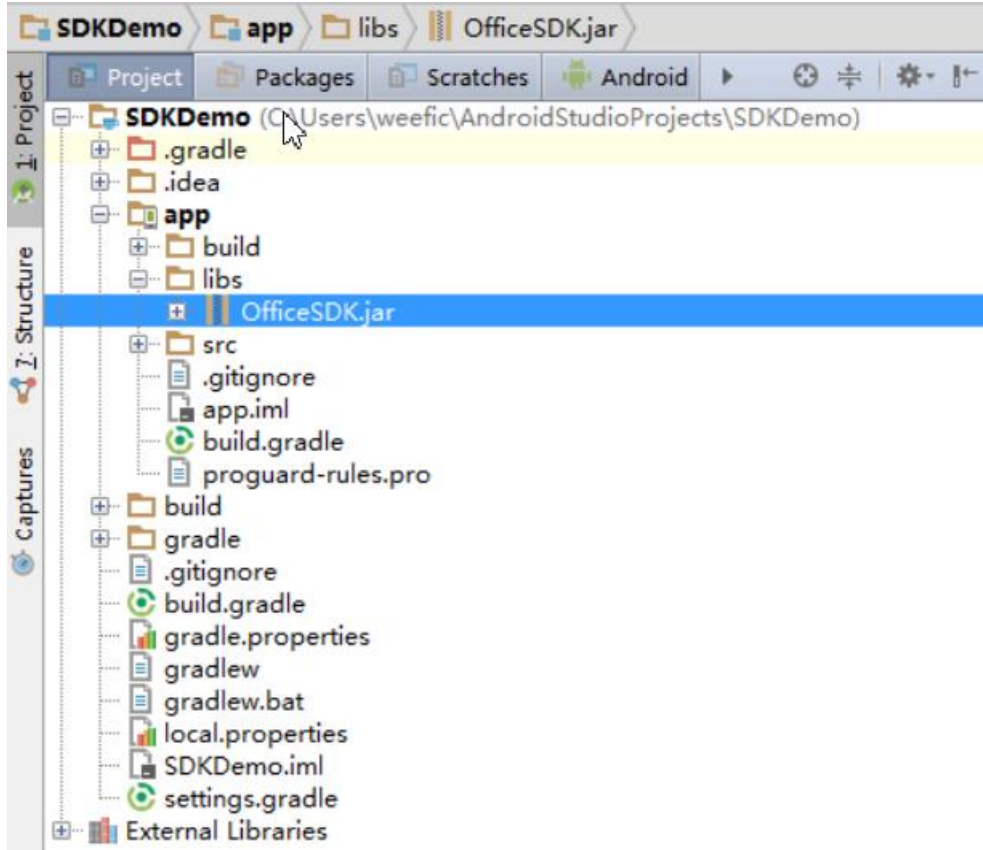 SDKDemo app libs OfficeSDK.jar
Project Packages Scratches Android
1: Project
7: Structure
Captures
SDKDemo (C:\Users\weefic\AndroidStudioProjects\SDKDemo)
.gradle
.idea
app
build
libs
OfficeSDK.jar
src
.gitignore
app.iml
build.gradle
proguard-rules.pro
build
gradle
.gitignore
build.gradle
gradle.properties
gradlew
gradlew.bat
local.properties
SDKDemo.iml
settings.gradle
External Libraries